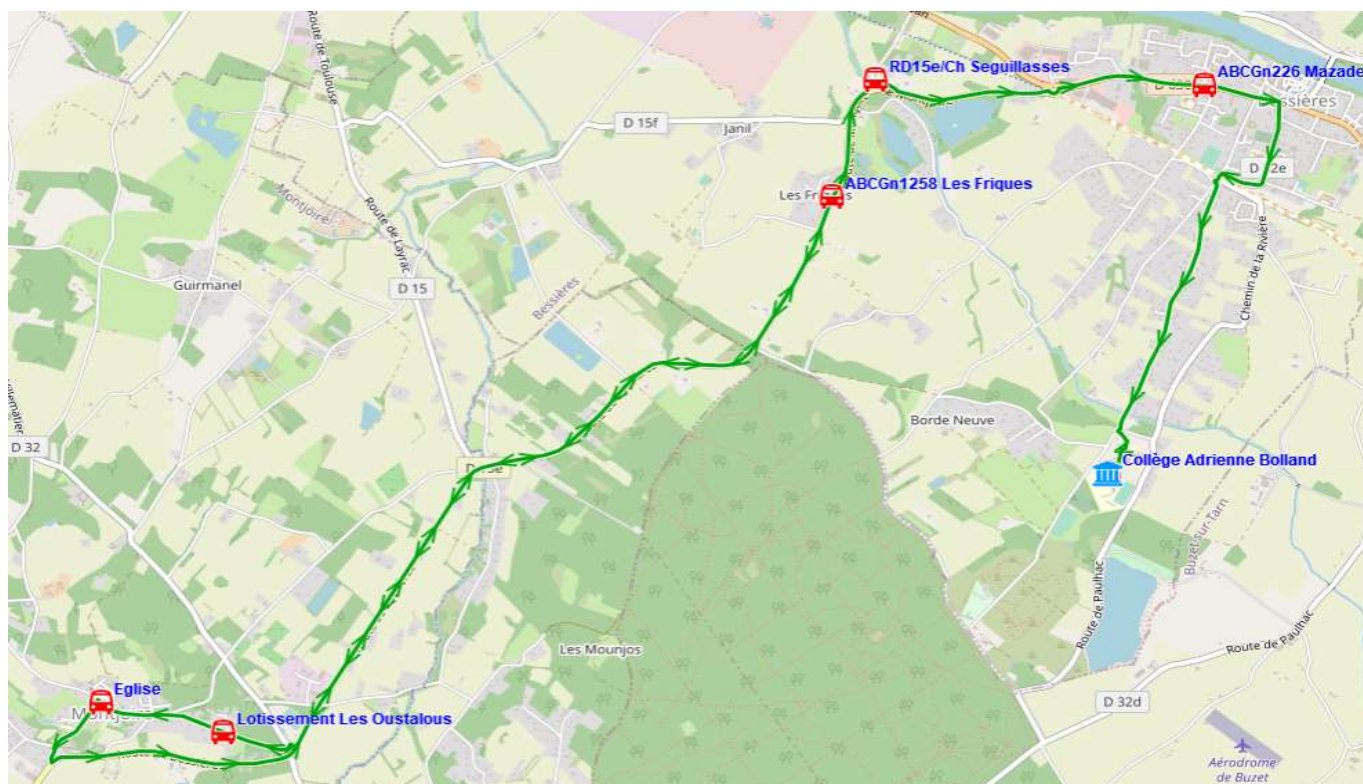 Route de Toulouse
RD15e/Ch Seguillasses
ABCGn226 Mazade
D 15f
Janil
D
Montjoire
ABCGn1258 Les Friques
Route de Layrac
Guirmanel
D 15
Bessières
Chemin de la Rivière
D 32
Borde Neuve
Collège Adrienne Bolland
Buzet-sur-Tarn
Route de Paulhac
Les Mounjos
Route de Paulhac
Eglise
Lotissement Les Oustalous
D 32d
Aérodrome
de Buzet